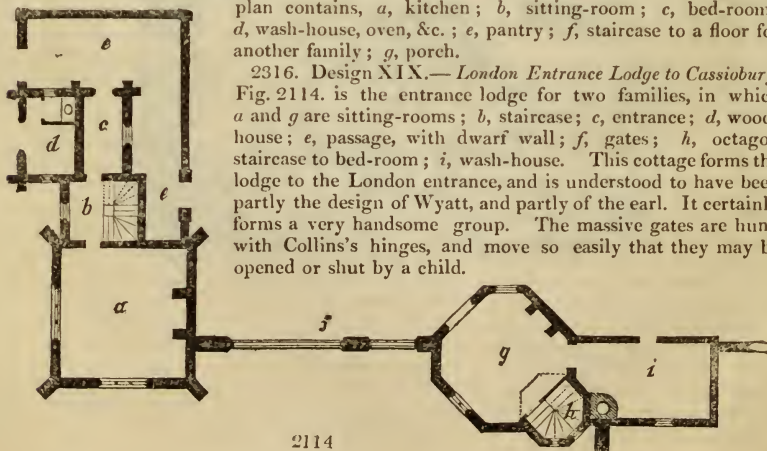 plan contains, a, kitchen; b, sitting-room; c, bed-room
d, wash-house, oven, &c.; e, pantry; f, staircase to a floor fo
another family; g, porch.
2316. Design XIX.— London Entrance Lodge to Cassiobur
Fig. 2114. is the entrance lodge for two families, in whic
a and g are sitting-rooms; b, staircase; c, entrance; d, wood
house; e, passage, with dwarf wall; f, gates; h, octago
staircase to bed-room; i, wash-house. This cottage forms th
lodge to the London entrance, and is understood to have bee
partly the design of Wyatt, and partly of the earl. It certainl
forms a very handsome group. The massive gates are hun
with Collins's hinges, and move so easily that they may b
opened or shut by a child.
e
c
d
b
e
a
f
g
i
h
2114